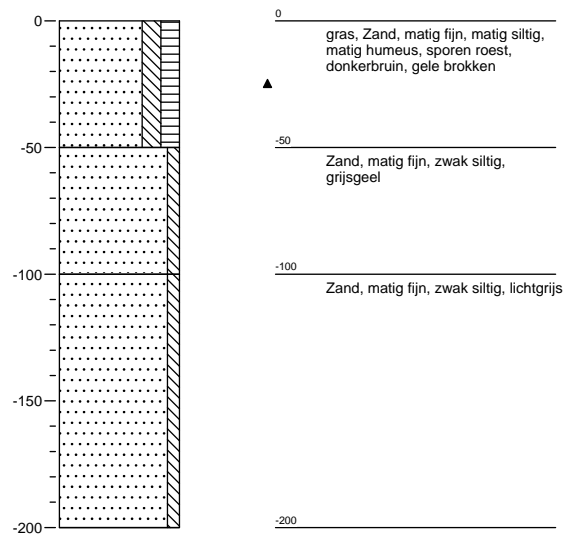 0
-50
-100
-150
-200
0
gras, Zand, matig fijn, matig siltig,
matig humeus, sporen roest,
donkerbruin, gele brokken
-50
Zand, matig fijn, zwak siltig,
grijsgeel
-100
Zand, matig fijn, zwak siltig, lichtgrijs
-200